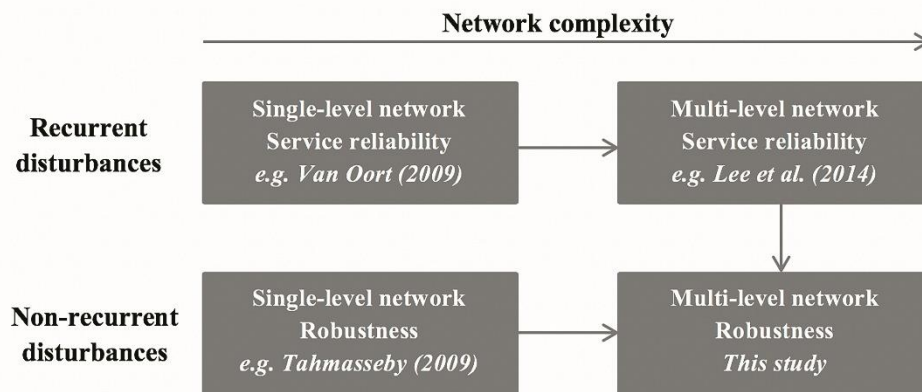 Network complexity
Recurrent
disturbances
Single-level network
Service reliability
e.g. Van Oort (2009)
Multi-level network
Service reliability
e.g. Lee et al. (2014)
Non-recurrent
disturbances
Single-level network
Robustness
e.g. Tahmasseby (2009)
Multi-level network
Robustness
This study